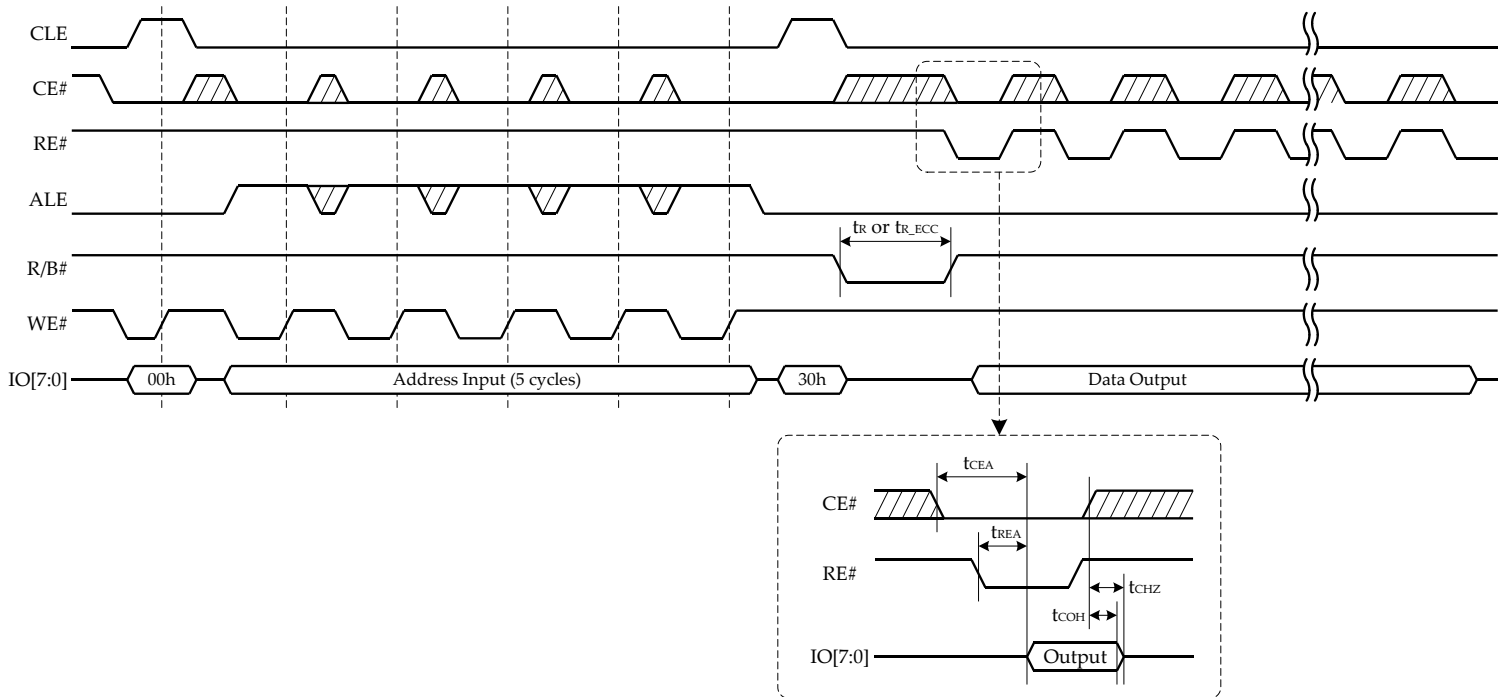 CLE
CE#
RE#
ALE
tR or tR_ECC
R/B#
WE#
IO[7:0]
00h
Address Input (5 cycles)
30h
Data Output
tCEA
CE#
tREA
RE#
tCHZ
tCOH
IO[7:0]
Output